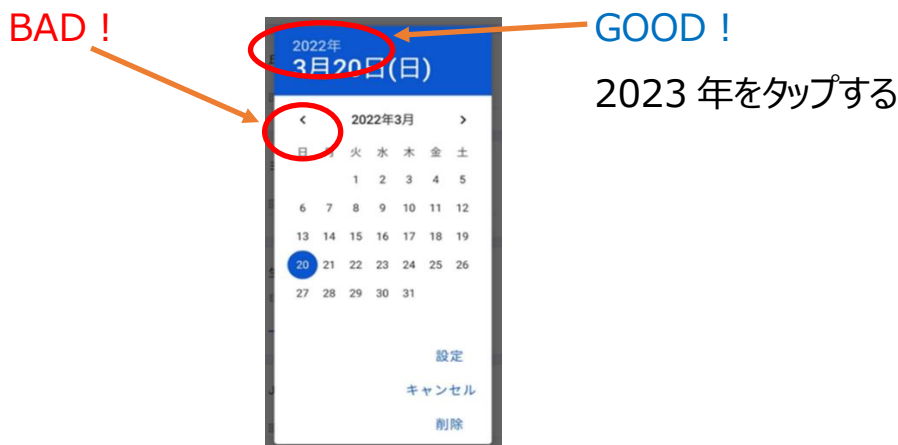 BAD！
GOOD！
2023 年をタップする
2022年
3月20日(日)
‹ 2022年3月 ›
日 月 火 水 木 金 土
1 2 3 4 5
6 7 8 9 10 11 12
13 14 15 16 17 18 19
20 21 22 23 24 25 26
27 28 29 30 31
設定
キャンセル
削除